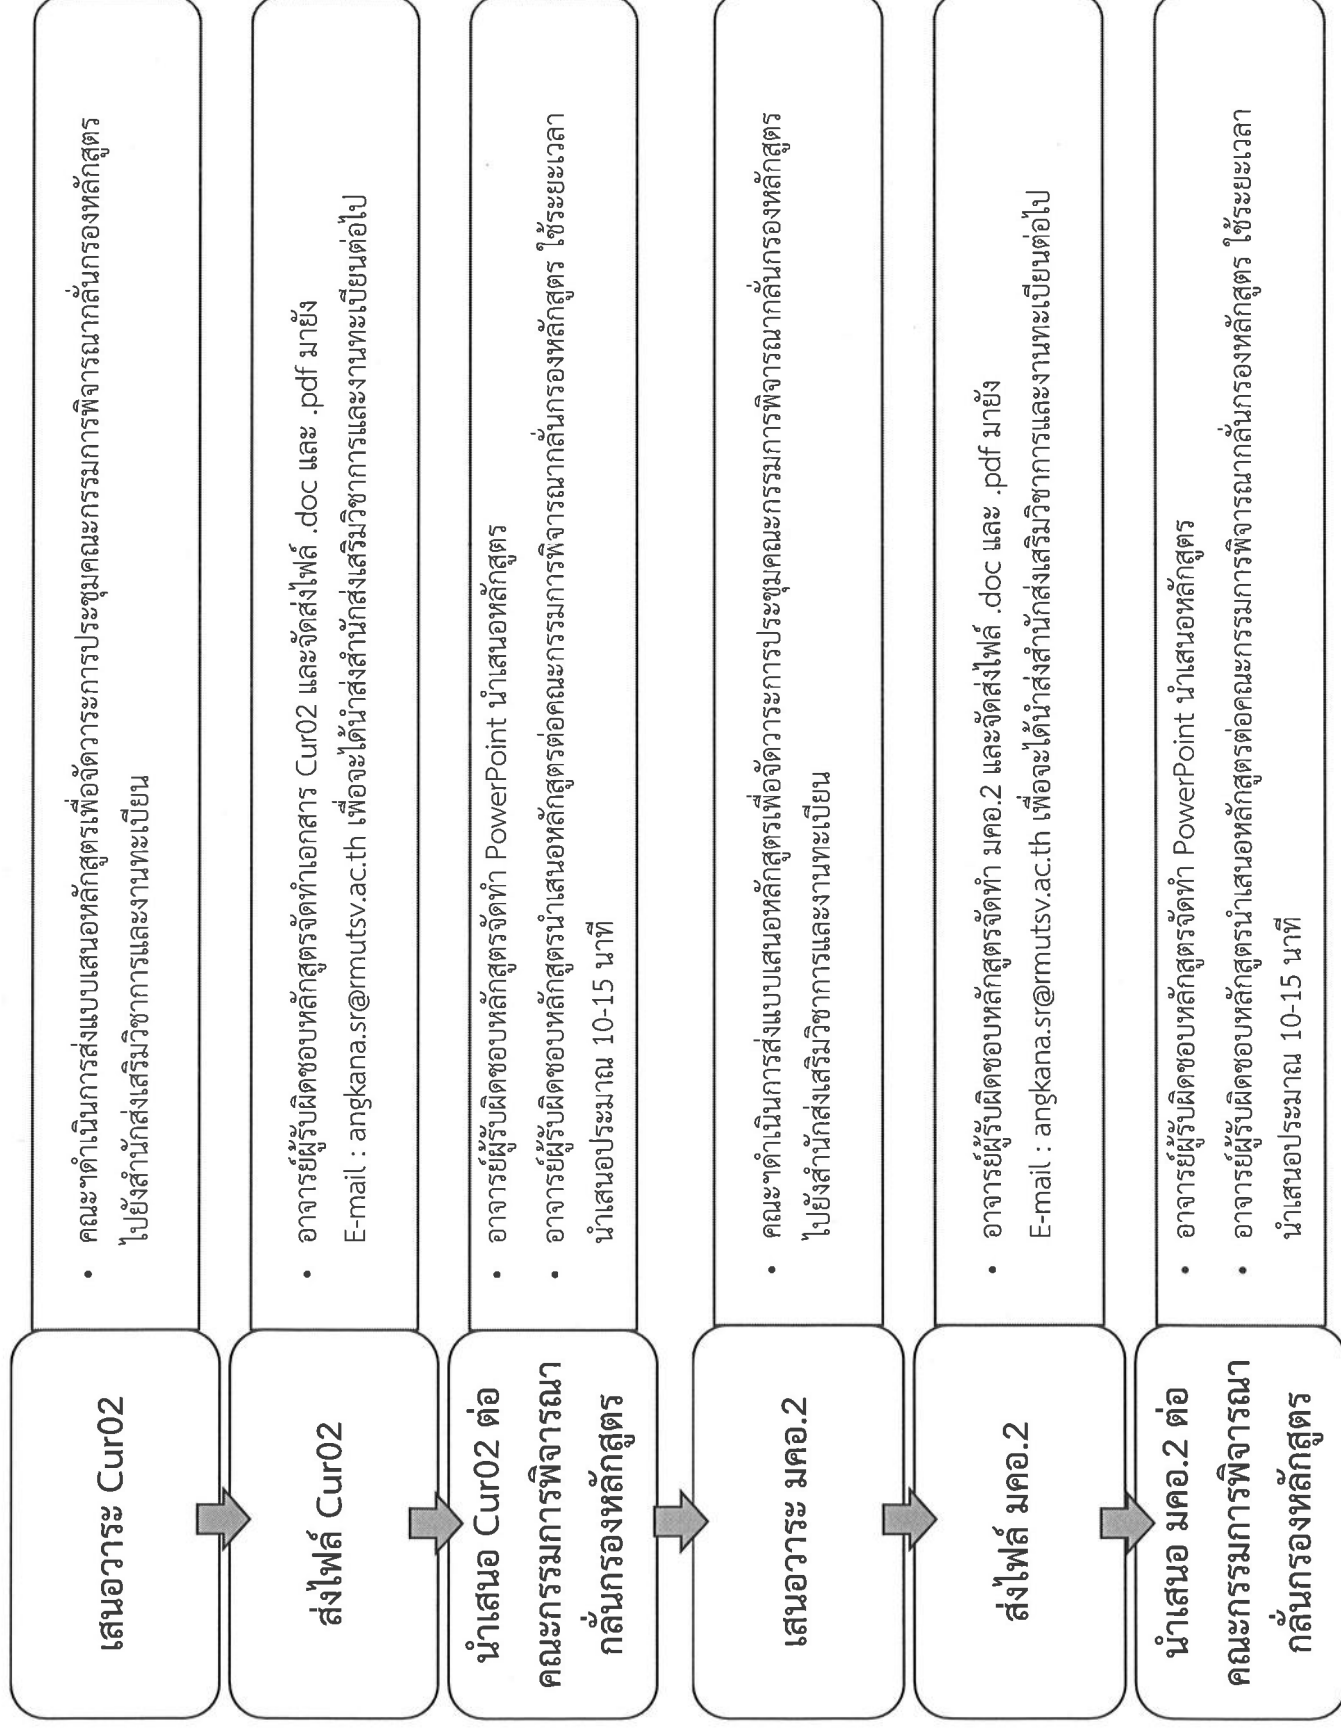 เสนอวาระ Cur02
• คณะฯดำเนินการส่งแบบเสนอหลักสูตรเพื่อจัดวาระการประชุมคณะกรรมการพิจารณากลั่นกรองหลักสูตร
ไปยังสำนักส่งเสริมวิชาการและงานทะเบียน
ส่งไฟล์ Cur02
• อาจารย์ผู้รับผิดชอบหลักสูตรจัดทำเอกสาร Cur02 และจัดส่งไฟล์ .doc และ .pdf มายัง
E-mail : angkana.sr@rmutsv.ac.th เพื่อจะได้นำส่งสำนักส่งเสริมวิชาการและงานทะเบียนต่อไป
นำเสนอ Cur02 ต่อ
คณะกรรมการพิจารณา
กลั่นกรองหลักสูตร
• อาจารย์ผู้รับผิดชอบหลักสูตรจัดทำ PowerPoint นำเสนอหลักสูตร
• อาจารย์ผู้รับผิดชอบหลักสูตรนำเสนอหลักสูตรต่อคณะกรรมการพิจารณากลั่นกรองหลักสูตร ใช้ระยะเวลา
นำเสนอประมาณ 10-15 นาที
เสนอวาระ มคอ.2
• คณะฯดำเนินการส่งแบบเสนอหลักสูตรเพื่อจัดวาระการประชุมคณะกรรมการพิจารณากลั่นกรองหลักสูตร
ไปยังสำนักส่งเสริมวิชาการและงานทะเบียน
ส่งไฟล์ มคอ.2
• อาจารย์ผู้รับผิดชอบหลักสูตรจัดทำ มคอ.2 และจัดส่งไฟล์ .doc และ .pdf มายัง
E-mail : angkana.sr@rmutsv.ac.th เพื่อจะได้นำส่งสำนักส่งเสริมวิชาการและงานทะเบียนต่อไป
นำเสนอ มคอ.2 ต่อ
คณะกรรมการพิจารณา
กลั่นกรองหลักสูตร
• อาจารย์ผู้รับผิดชอบหลักสูตรจัดทำ PowerPoint นำเสนอหลักสูตร
• อาจารย์ผู้รับผิดชอบหลักสูตรนำเสนอหลักสูตรต่อคณะกรรมการพิจารณากลั่นกรองหลักสูตร ใช้ระยะเวลา
นำเสนอประมาณ 10-15 นาที